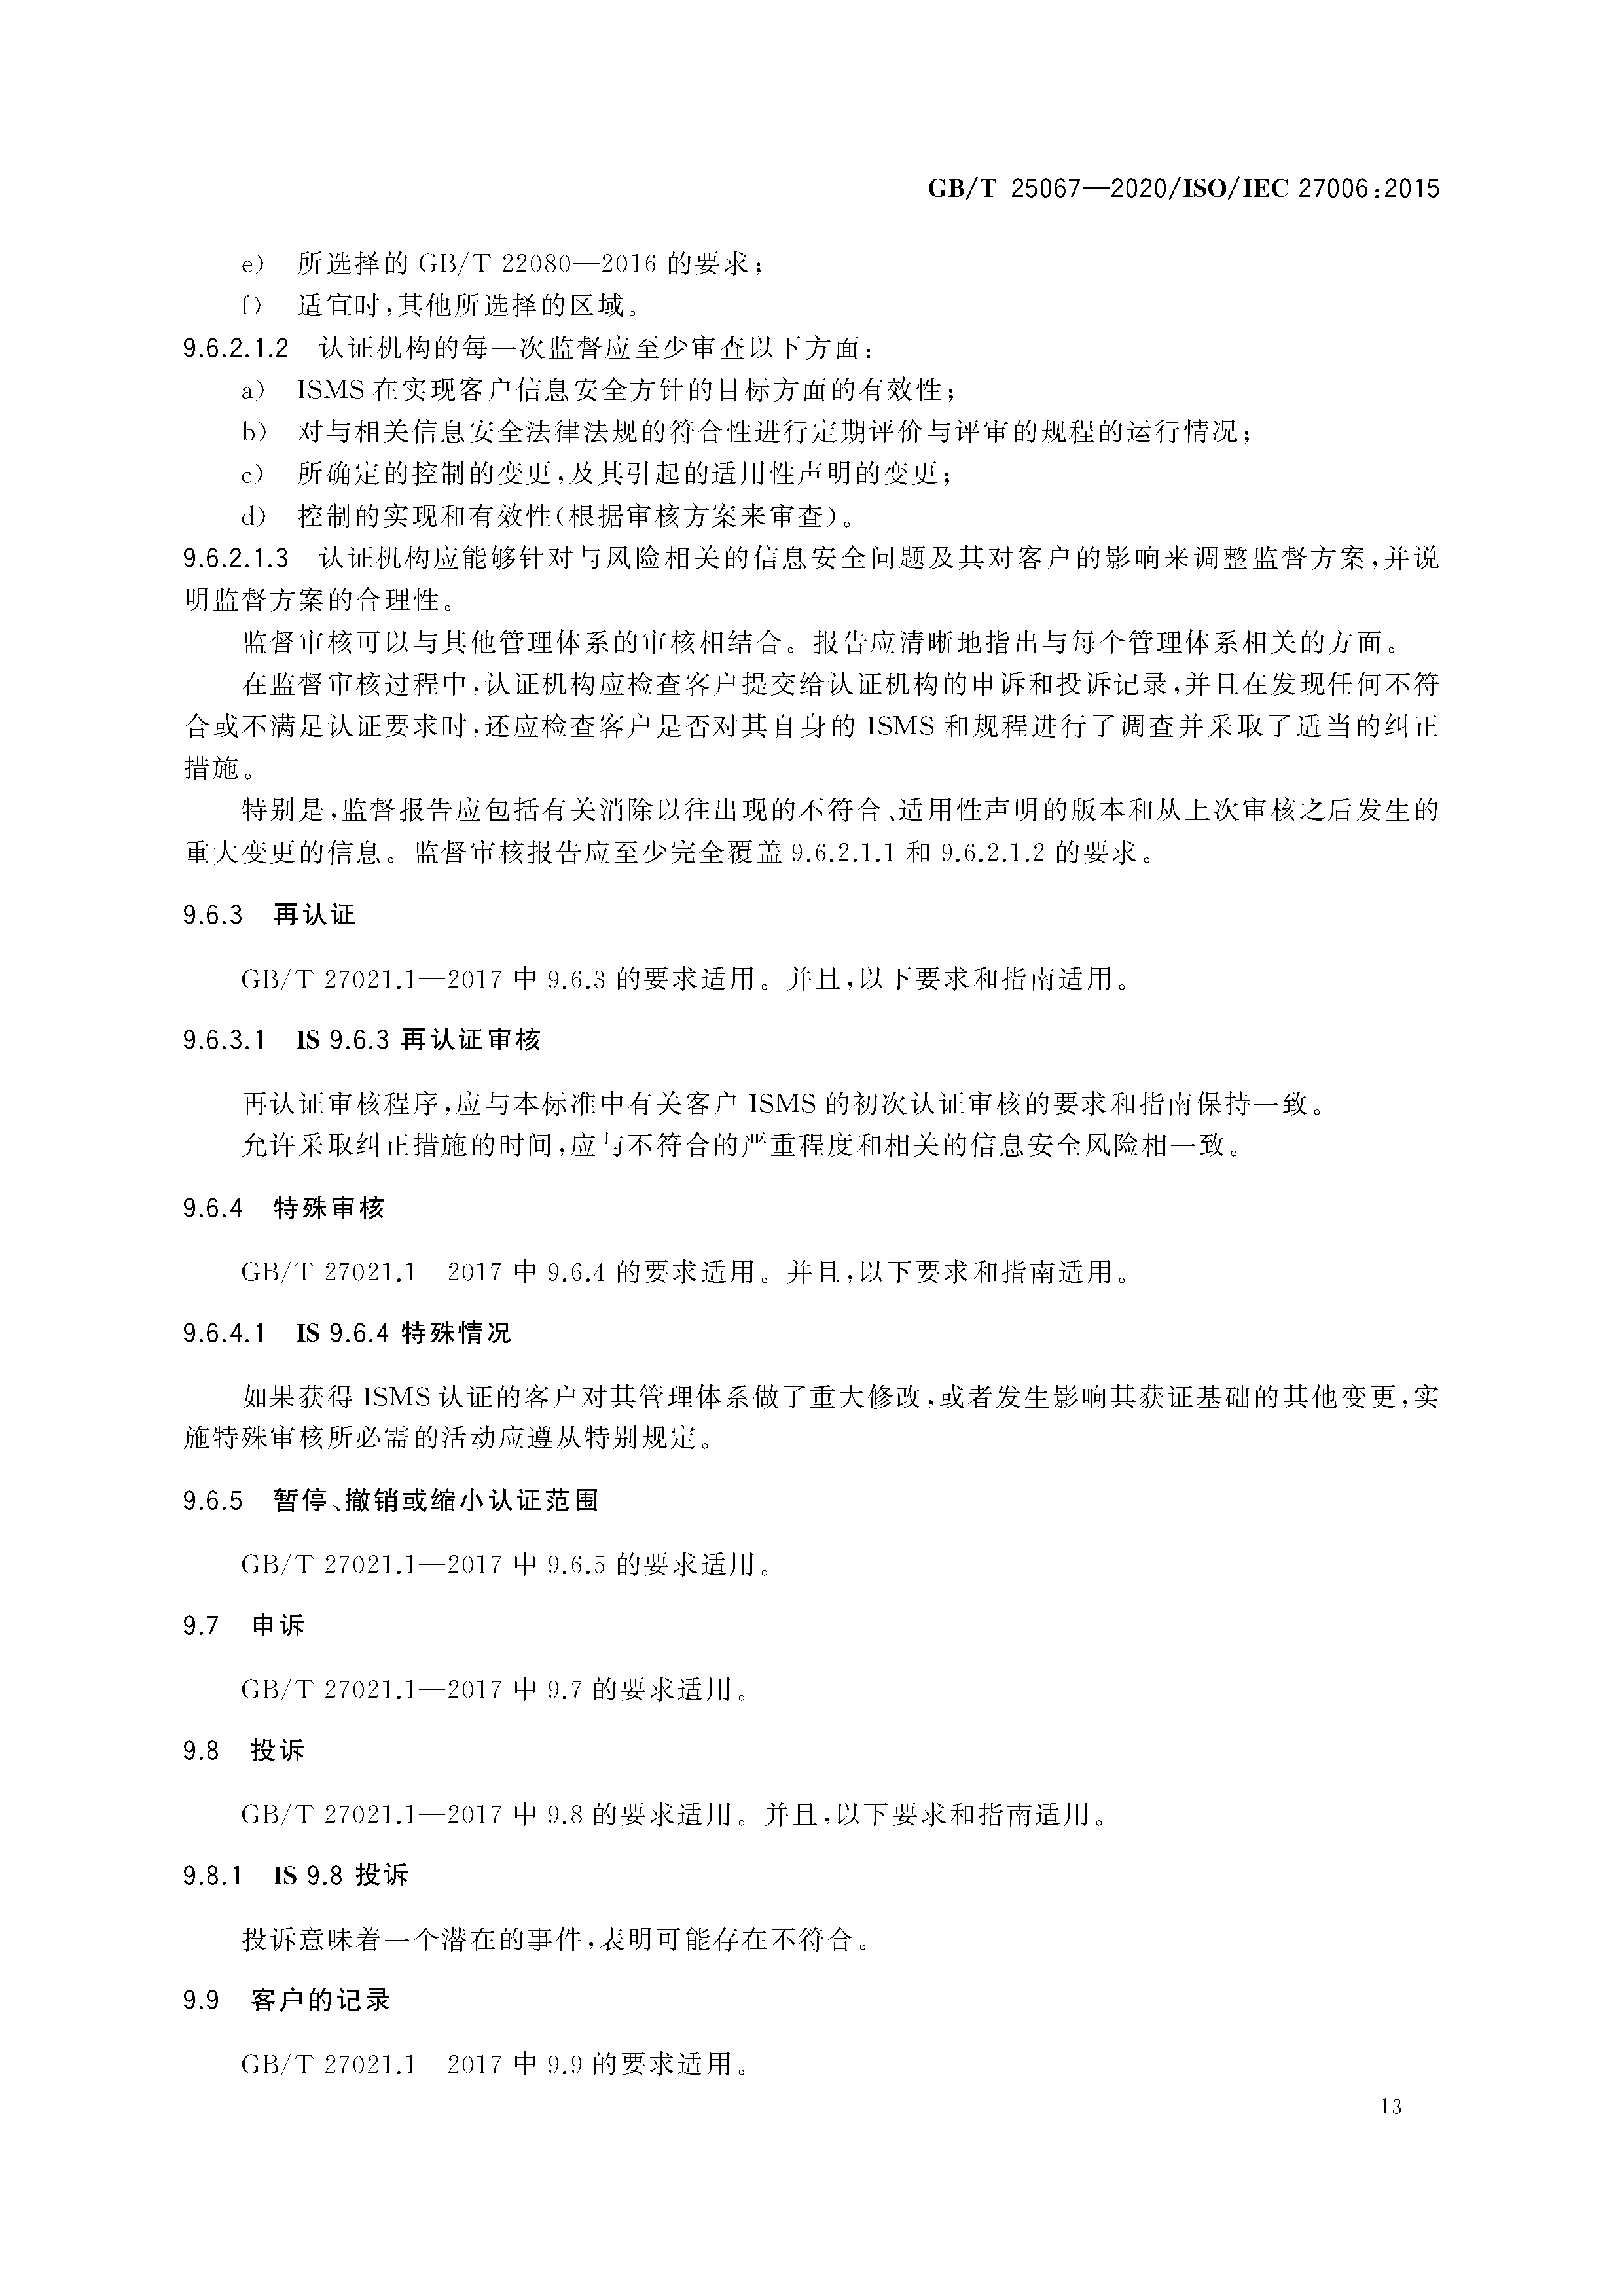 GB/T 25067—2020/ISO/IEC 27006:2015
e) 所选择的 GB/T 22080—2016 的要求;
f) 适宜时,其他所选择的区域。
9.6.2.1.2 认证机构的每一次监督应至少审查以下方面:
a) ISMS 在实现客户信息安全方针的目标方面的有效性;
b) 对与相关信息安全法律法规的符合性进行定期评价与评审的规程的运行情况;
c) 所确定的控制的变更,及其引起的适用性声明的变更;
d) 控制的实现和有效性(根据审核方案来审查)。
9.6.2.1.3 认证机构应能够针对与风险相关的信息安全问题及其对客户的影响来调整监督方案,并说
明监督方案的合理性。
监督审核可以与其他管理体系的审核相结合。报告应清晰地指出与每个管理体系相关的方面。
在监督审核过程中,认证机构应检查客户提交给认证机构的申诉和投诉记录,并且在发现任何不符
合或不满足认证要求时,还应检查客户是否对其自身的 ISMS 和规程进行了调查并采取了适当的纠正
措施。
特别是,监督报告应包括有关消除以往出现的不符合、适用性声明的版本和从上次审核之后发生的
重大变更的信息。监督审核报告应至少完全覆盖 9.6.2.1.1 和 9.6.2.1.2 的要求。
9.6.3 再认证
GB/T 27021.1—2017 中 9.6.3 的要求适用。并且,以下要求和指南适用。
9.6.3.1 IS 9.6.3 再认证审核
再认证审核程序,应与本标准中有关客户 ISMS 的初次认证审核的要求和指南保持一致。
允许采取纠正措施的时间,应与不符合的严重程度和相关的信息安全风险相一致。
9.6.4 特殊审核
GB/T 27021.1—2017 中 9.6.4 的要求适用。并且,以下要求和指南适用。
9.6.4.1 IS 9.6.4 特殊情况
如果获得 ISMS 认证的客户对其管理体系做了重大修改,或者发生影响其获证基础的其他变更,实
施特殊审核所必需的活动应遵从特别规定。
9.6.5 暂停、撤销或缩小认证范围
GB/T 27021.1—2017 中 9.6.5 的要求适用。
9.7 申诉
GB/T 27021.1—2017 中 9.7 的要求适用。
9.8 投诉
GB/T 27021.1—2017 中 9.8 的要求适用。并且,以下要求和指南适用。
9.8.1 IS 9.8 投诉
投诉意味着一个潜在的事件,表明可能存在不符合。
9.9 客户的记录
GB/T 27021.1—2017 中 9.9 的要求适用。
13